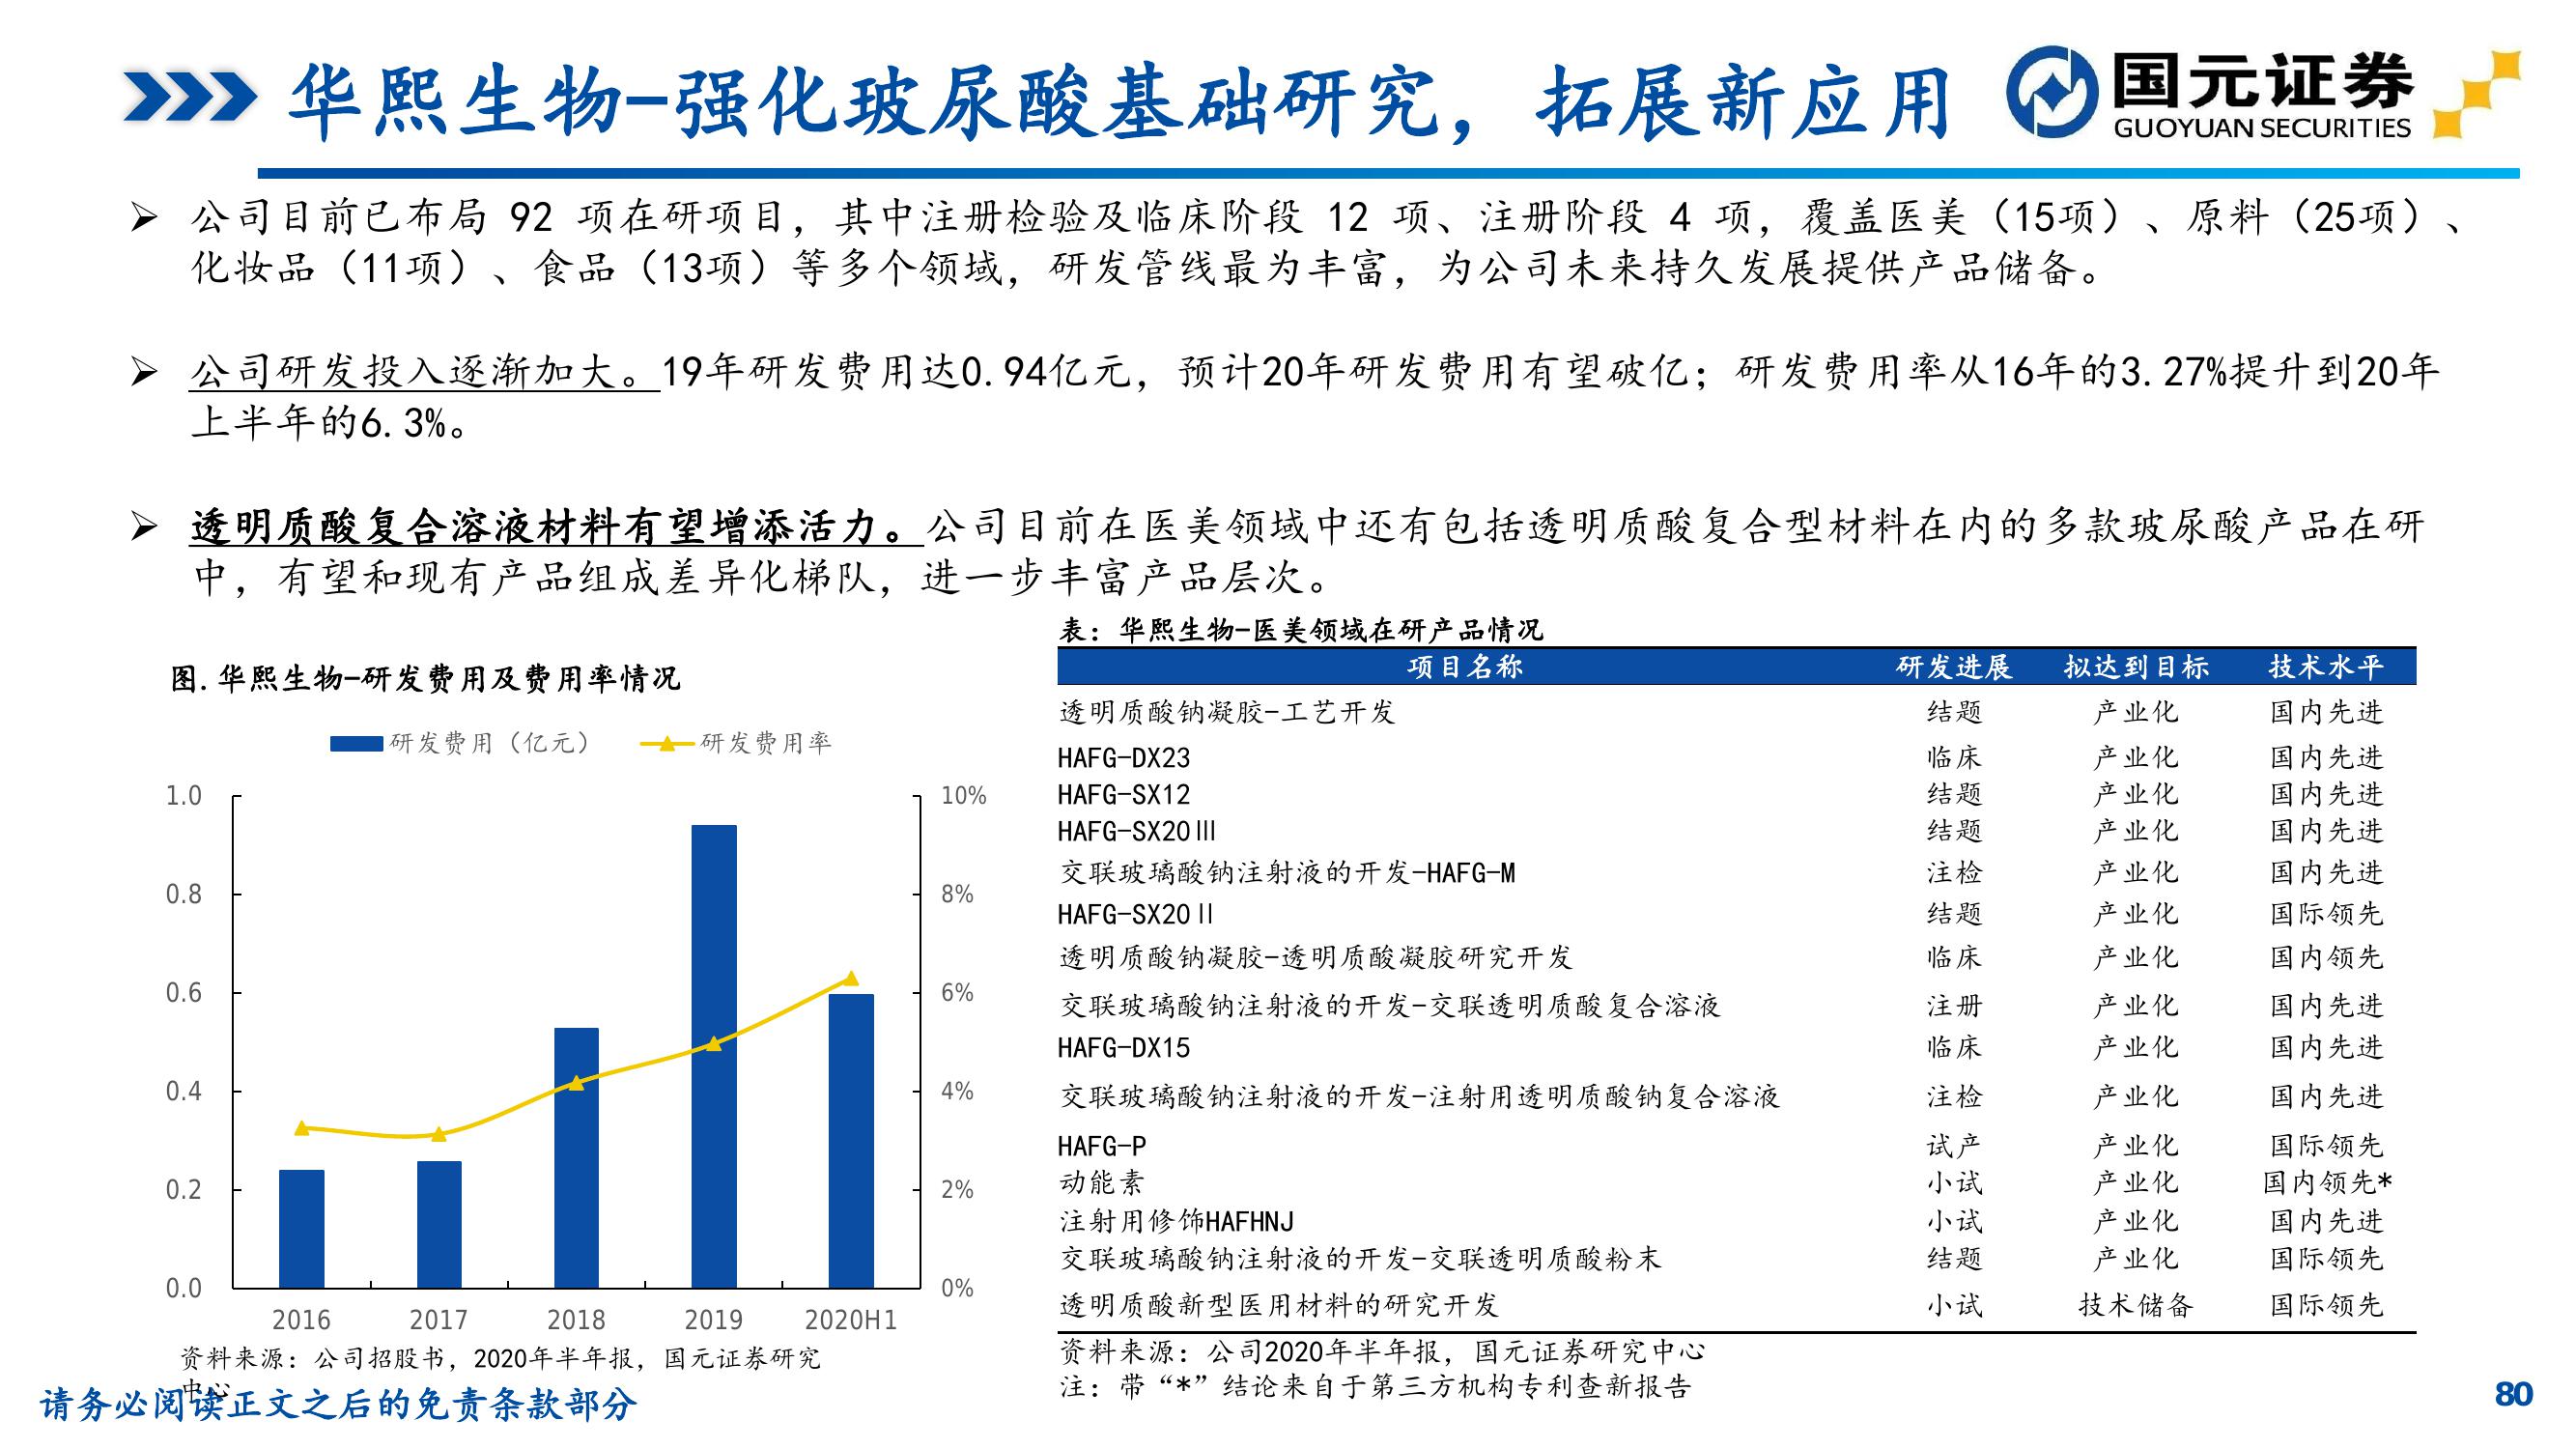 华熙生物-强化玻尿酸基础研究，拓展新应用
国元证券
GUOYUAN SECURITIES
➢ 公司目前已布局 92 项在研项目，其中注册检验及临床阶段 12 项、注册阶段 4 项，覆盖医美（15项）、原料（25项）、
化妆品（11项）、食品（13项）等多个领域，研发管线最为丰富，为公司未来持久发展提供产品储备。
➢ 公司研发投入逐渐加大。19年研发费用达0.94亿元，预计20年研发费用有望破亿；研发费用率从16年的3.27%提升到20年
上半年的6.3%。
➢ 透明质酸复合溶液材料有望增添活力。公司目前在医美领域中还有包括透明质酸复合型材料在内的多款玻尿酸产品在研
中，有望和现有产品组成差异化梯队，进一步丰富产品层次。
图.华熙生物-研发费用及费用率情况
研发费用（亿元） 研发费用率
1.0 10%
0.8 8%
0.6 6%
0.4 4%
0.2 2%
0.0 0%
2016 2017 2018 2019 2020H1
资料来源：公司招股书，2020年半年报，国元证券研究
中心
表：华熙生物-医美领域在研产品情况
项目名称 研发进展 拟达到目标 技术水平
透明质酸钠凝胶-工艺开发 结题 产业化 国内先进
HAFG-DX23 临床 产业化 国内先进
HAFG-SX12 结题 产业化 国内先进
HAFG-SX20Ⅲ 结题 产业化 国内先进
交联玻璃酸钠注射液的开发-HAFG-M 注检 产业化 国内先进
HAFG-SX20Ⅱ 结题 产业化 国际领先
透明质酸钠凝胶-透明质酸凝胶研究开发 临床 产业化 国内领先
交联玻璃酸钠注射液的开发-交联透明质酸复合溶液 注册 产业化 国内先进
HAFG-DX15 临床 产业化 国内先进
交联玻璃酸钠注射液的开发-注射用透明质酸钠复合溶液 注检 产业化 国内先进
HAFG-P 试产 产业化 国际领先
动能素 小试 产业化 国内领先*
注射用修饰HAFHNJ 小试 产业化 国内先进
交联玻璃酸钠注射液的开发-交联透明质酸粉末 结题 产业化 国际领先
透明质酸新型医用材料的研究开发 小试 技术储备 国际领先
资料来源：公司2020年半年报，国元证券研究中心
注：带“*”结论来自于第三方机构专利查新报告
请务必阅读正文之后的免责条款部分
80